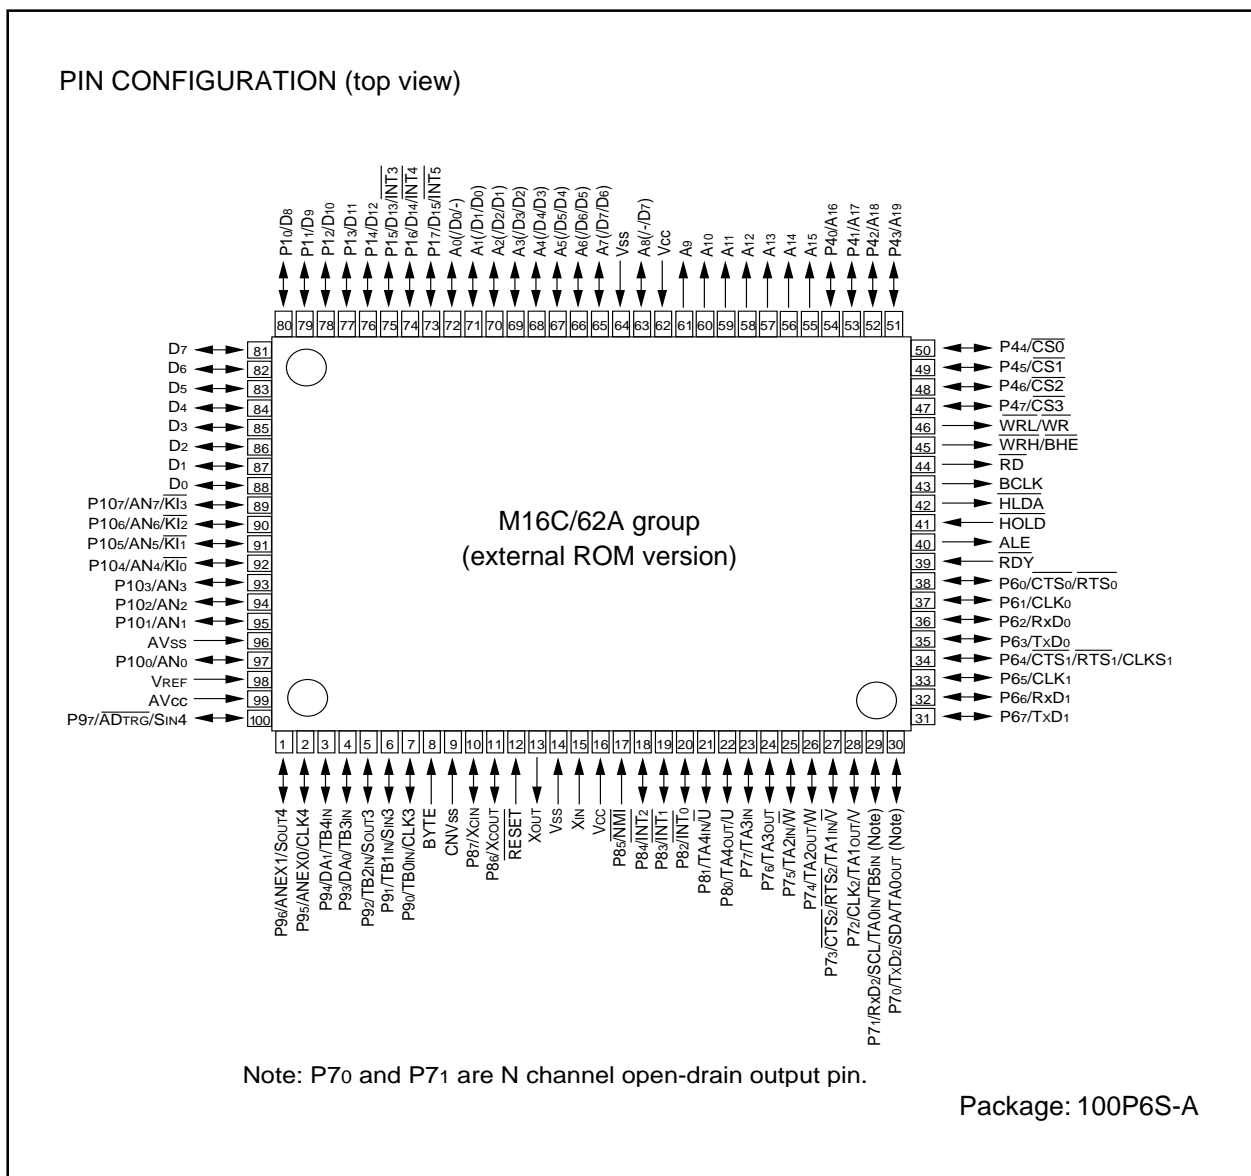 PIN CONFIGURATION (top view)
P10/D8
P11/D9
P12/D10
P13/D11
P14/D12
P15/D13/INT3
P16/D14/INT4
P17/D15/INT5
A0(/D0/-)
A1(/D1/D0)
A2(/D2/D1)
A3(/D3/D2)
A4(/D4/D3)
A5(/D5/D4)
A6(/D6/D5)
A7(/D7/D6)
Vss
A8(/-/D7)
Vcc
A9
A10
A11
A12
A13
A14
A15
P40/A16
P41/A17
P42/A18
P43/A19
80 79 78 77 76 75 74 73 72 71 70 69 68 67 66 65 64 63 62 61 60 59 58 57 56 55 54 53 52 51
D7 81
D6 82
D5 83
D4 84
D3 85
D2 86
D1 87
D0 88
P107/AN7/KI3 89
P106/AN6/KI2 90
P105/AN5/KI1 91
P104/AN4/KI0 92
P103/AN3 93
P102/AN2 94
P101/AN1 95
AVss 96
P100/AN0 97
VREF 98
AVcc 99
P97/ADTRG/SIN4 100
M16C/62A group
(external ROM version)
50 P44/CS0
49 P45/CS1
48 P46/CS2
47 P47/CS3
46 WRL/WR
45 WRH/BHE
44 RD
43 BCLK
42 HLDA
41 HOLD
40 ALE
39 RDY
38 P60/CTS0/RTS0
37 P61/CLK0
36 P62/RxD0
35 P63/TxD0
34 P64/CTS1/RTS1/CLKS1
33 P65/CLK1
32 P66/RxD1
31 P67/TxD1
1 2 3 4 5 6 7 8 9 10 11 12 13 14 15 16 17 18 19 20 21 22 23 24 25 26 27 28 29 30
P96/ANEX1/SOUT4
P95/ANEX0/CLK4
P94/DA1/TB4IN
P93/DA0/TB3IN
P92/TB2IN/SOUT3
P91/TB1IN/SIN3
P90/TB0IN/CLK3
BYTE
CNVss
P87/XCIN
P86/XCOUT
RESET
XOUT
Vss
XIN
Vcc
P85/NMI
P84/INT2
P83/INT1
P82/INT0
P81/TA4IN/U
P80/TA4OUT/U
P77/TA3IN
P76/TA3OUT
P75/TA2IN/W
P74/TA2OUT/W
P73/CTS2/RTS2/TA1IN/V
P72/CLK2/TA1OUT/V
P71/RxD2/SCL/TA0IN/TB5IN (Note)
P70/TxD2/SDA/TA0OUT (Note)
Note: P70 and P71 are N channel open-drain output pin.
Package: 100P6S-A